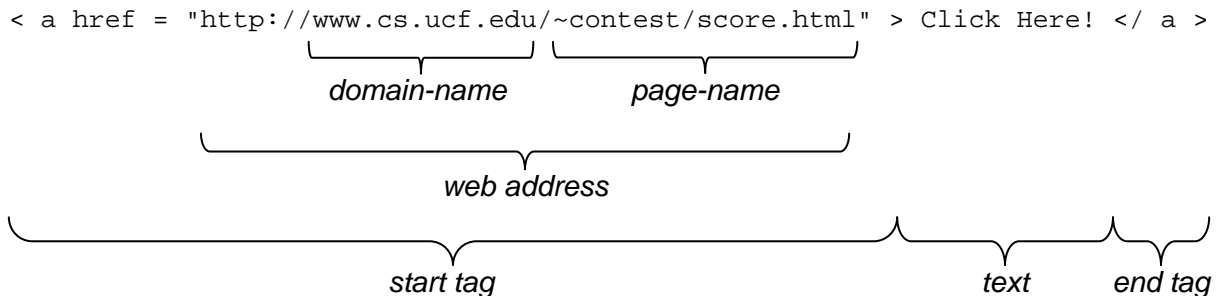 < a href = "http://www.cs.ucf.edu/~contest/score.html" > Click Here! </ a >
domain-name page-name
web address
start tag text end tag